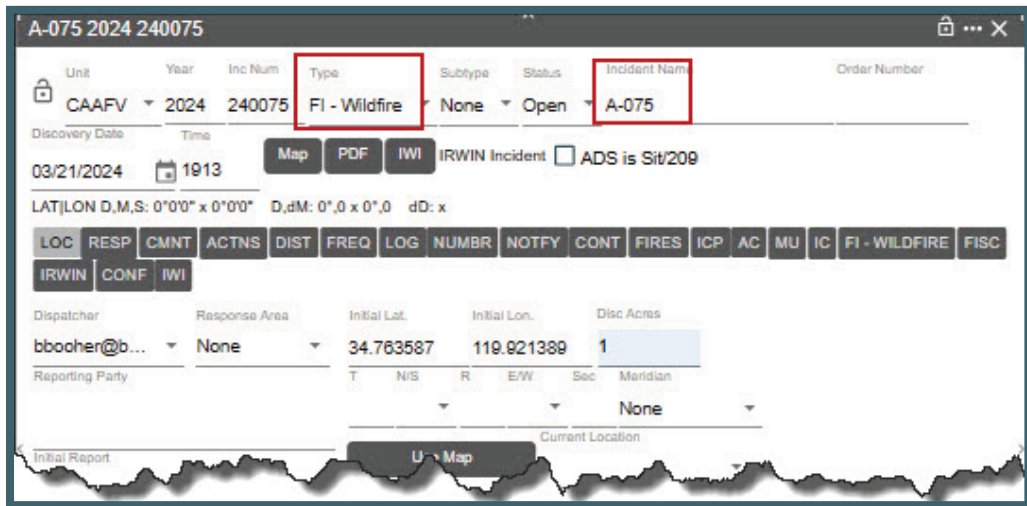 A-075 2024 240075
Unit Year Inc Num Type Subtype Status Incident Name Order Number
CAAFV 2024 240075 FI - Wildfire None Open A-075
Discovery Date Time
03/21/2024 1913 Map PDF IWI IRWIN Incident ADS is Sit/209
LAT|LON D,M,S: 0°0'0" x 0°0'0" D,dM: 0°,0 x 0°,0 dD: x
LOC RESP CMNT ACTNS DIST FREQ LOG NUMBR NOTFY CONT FIRES ICP AC MU IC FI - WILDFIRE FISC
IRWIN CONF IWI
Dispatcher Response Area Initial Lat. Initial Lon. Disc Acres
bbooher@b... None 34.763587 119.921389 1
Reporting Party T N/S R E/W Sec Meridian
None
Current Location
Initial Report Use Map